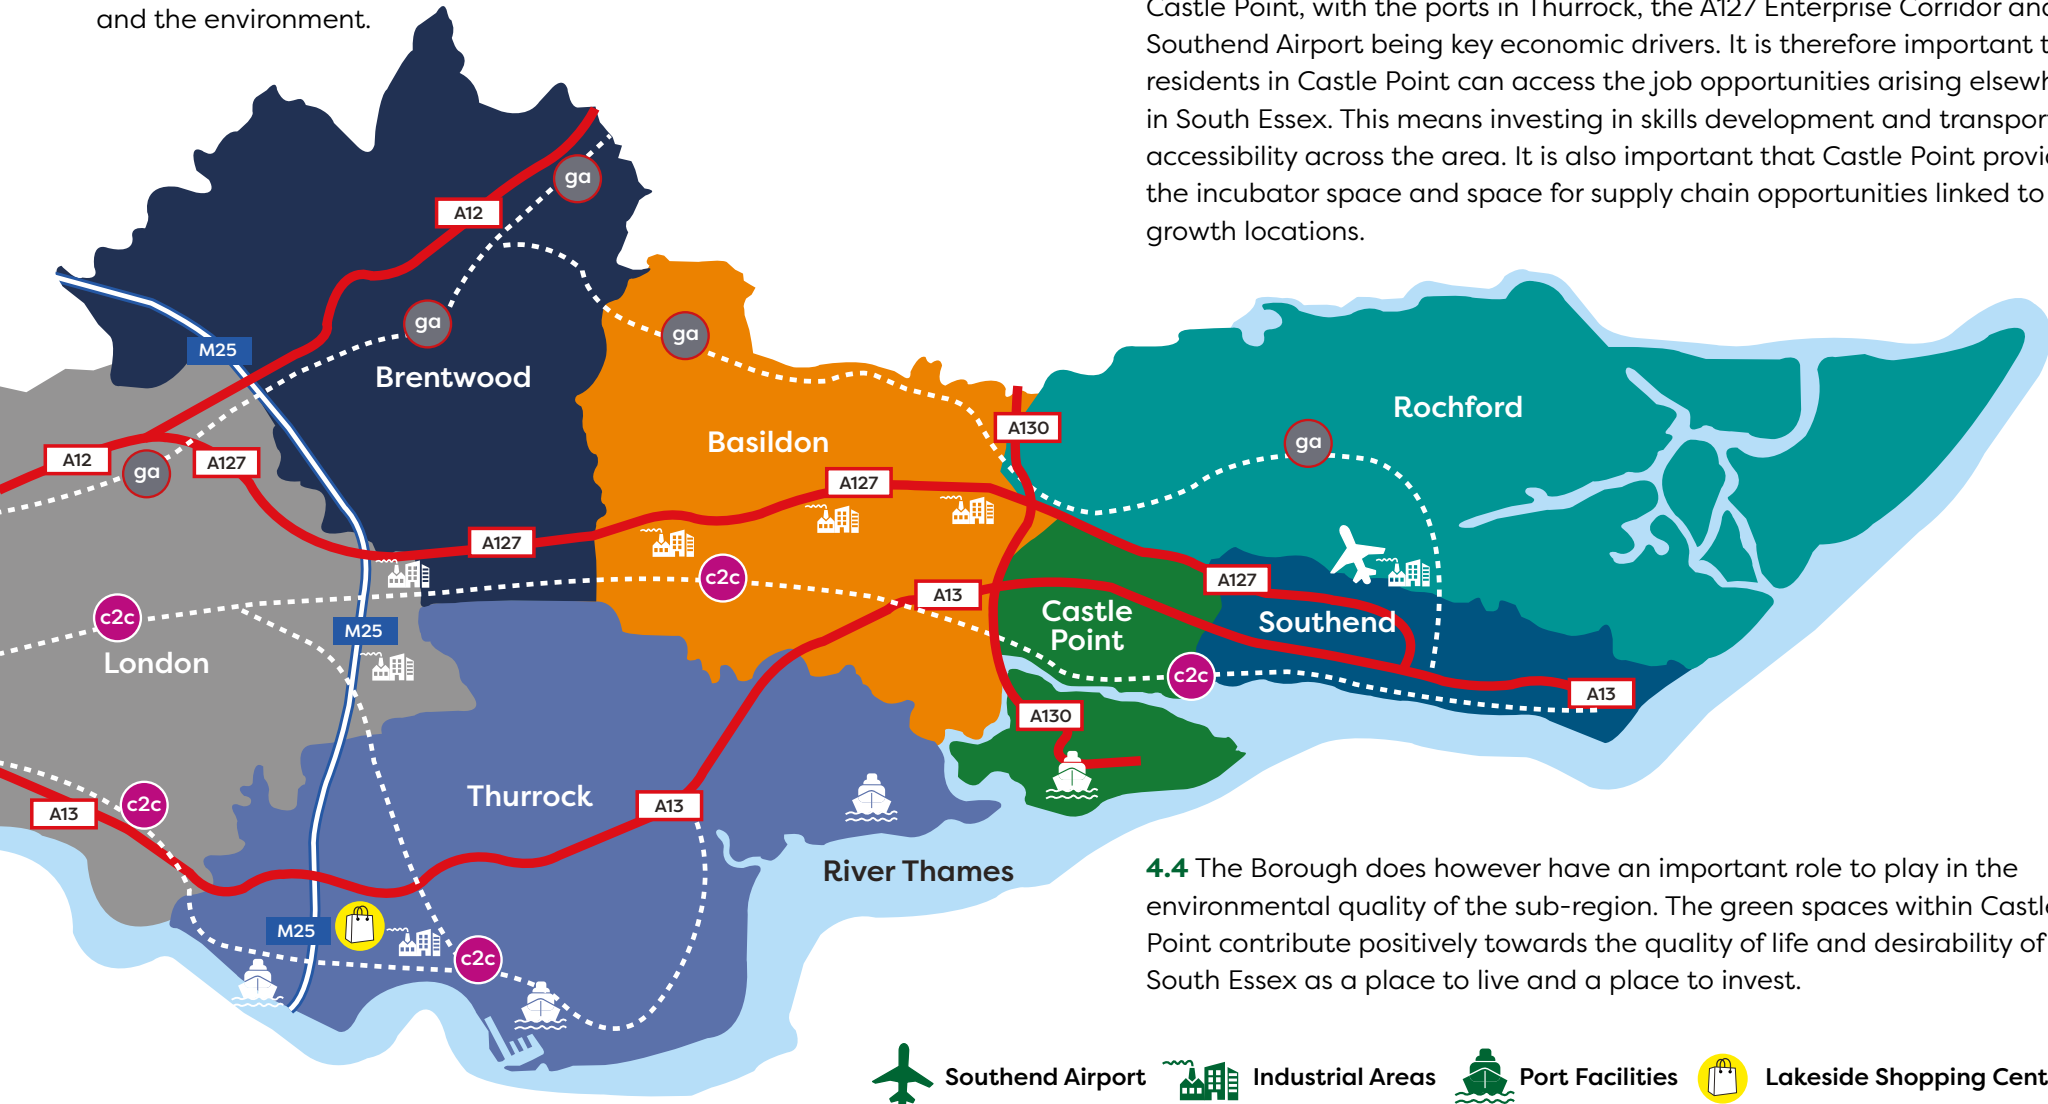 and the environment.
Castle Point, with the ports in Thurrock, the A127 Enterprise Corridor and
Southend Airport being key economic drivers. It is therefore important
residents in Castle Point can access the job opportunities arising
in South Essex. This means investing in skills development and
accessibility across the area. It is also important that Castle Point
the incubator space and space for supply chain opportunities linked to
growth locations.
A12
ga
ga
M25
ga
Brentwood
Rochford
A130
Basildon
ga
A12
ga
A127
A127
A127
c2c
A127
A13
c2c
Castle
Point
Southend
M25
London
c2c
A13
A130
Thurrock
A13
c2c
A13
River Thames
M25
c2c
4.4 The Borough does however have an important role to play in the
environmental quality of the sub-region. The green spaces within
Point contribute positively towards the quality of life and desirability of
South Essex as a place to live and a place to invest.
Southend Airport
Industrial Areas
Port Facilities
Lakeside Shopping